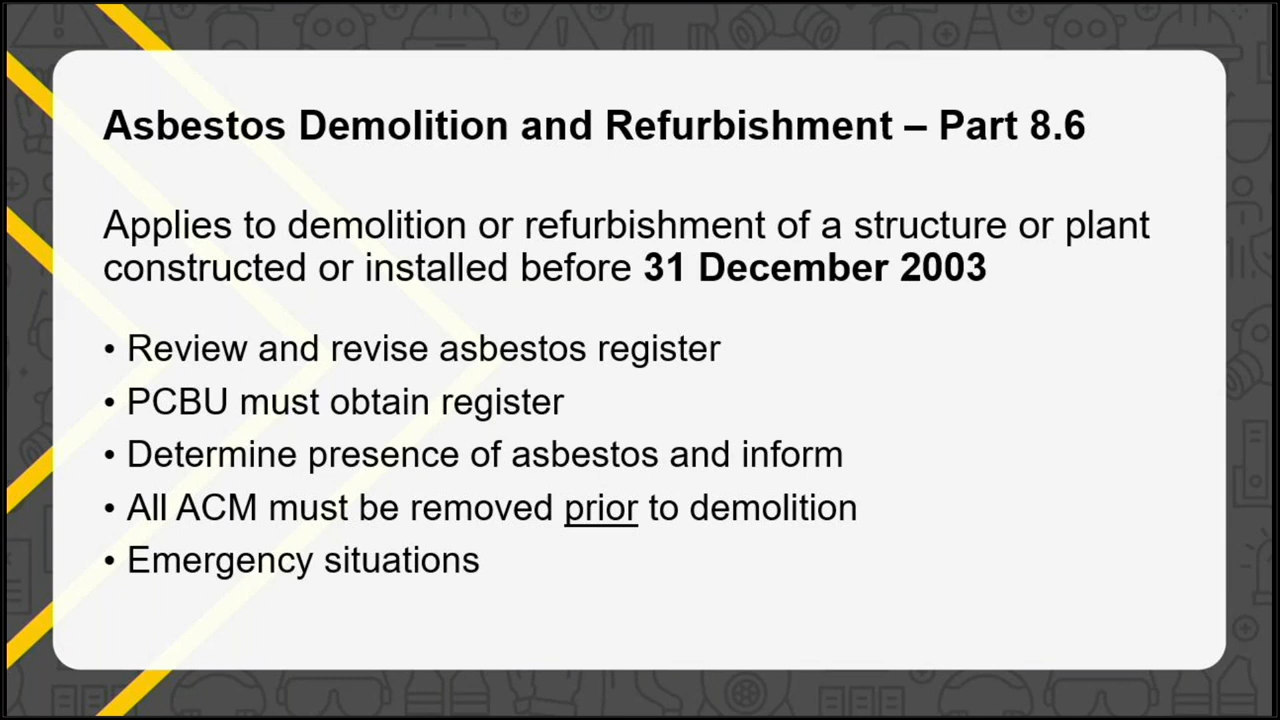 Asbestos Demolition and Refurbishment – Part 8.6
Applies to demolition or refurbishment of a structure or plant
constructed or installed before 31 December 2003
• Review and revise asbestos register
• PCBU must obtain register
• Determine presence of asbestos and inform
• All ACM must be removed prior to demolition
• Emergency situations